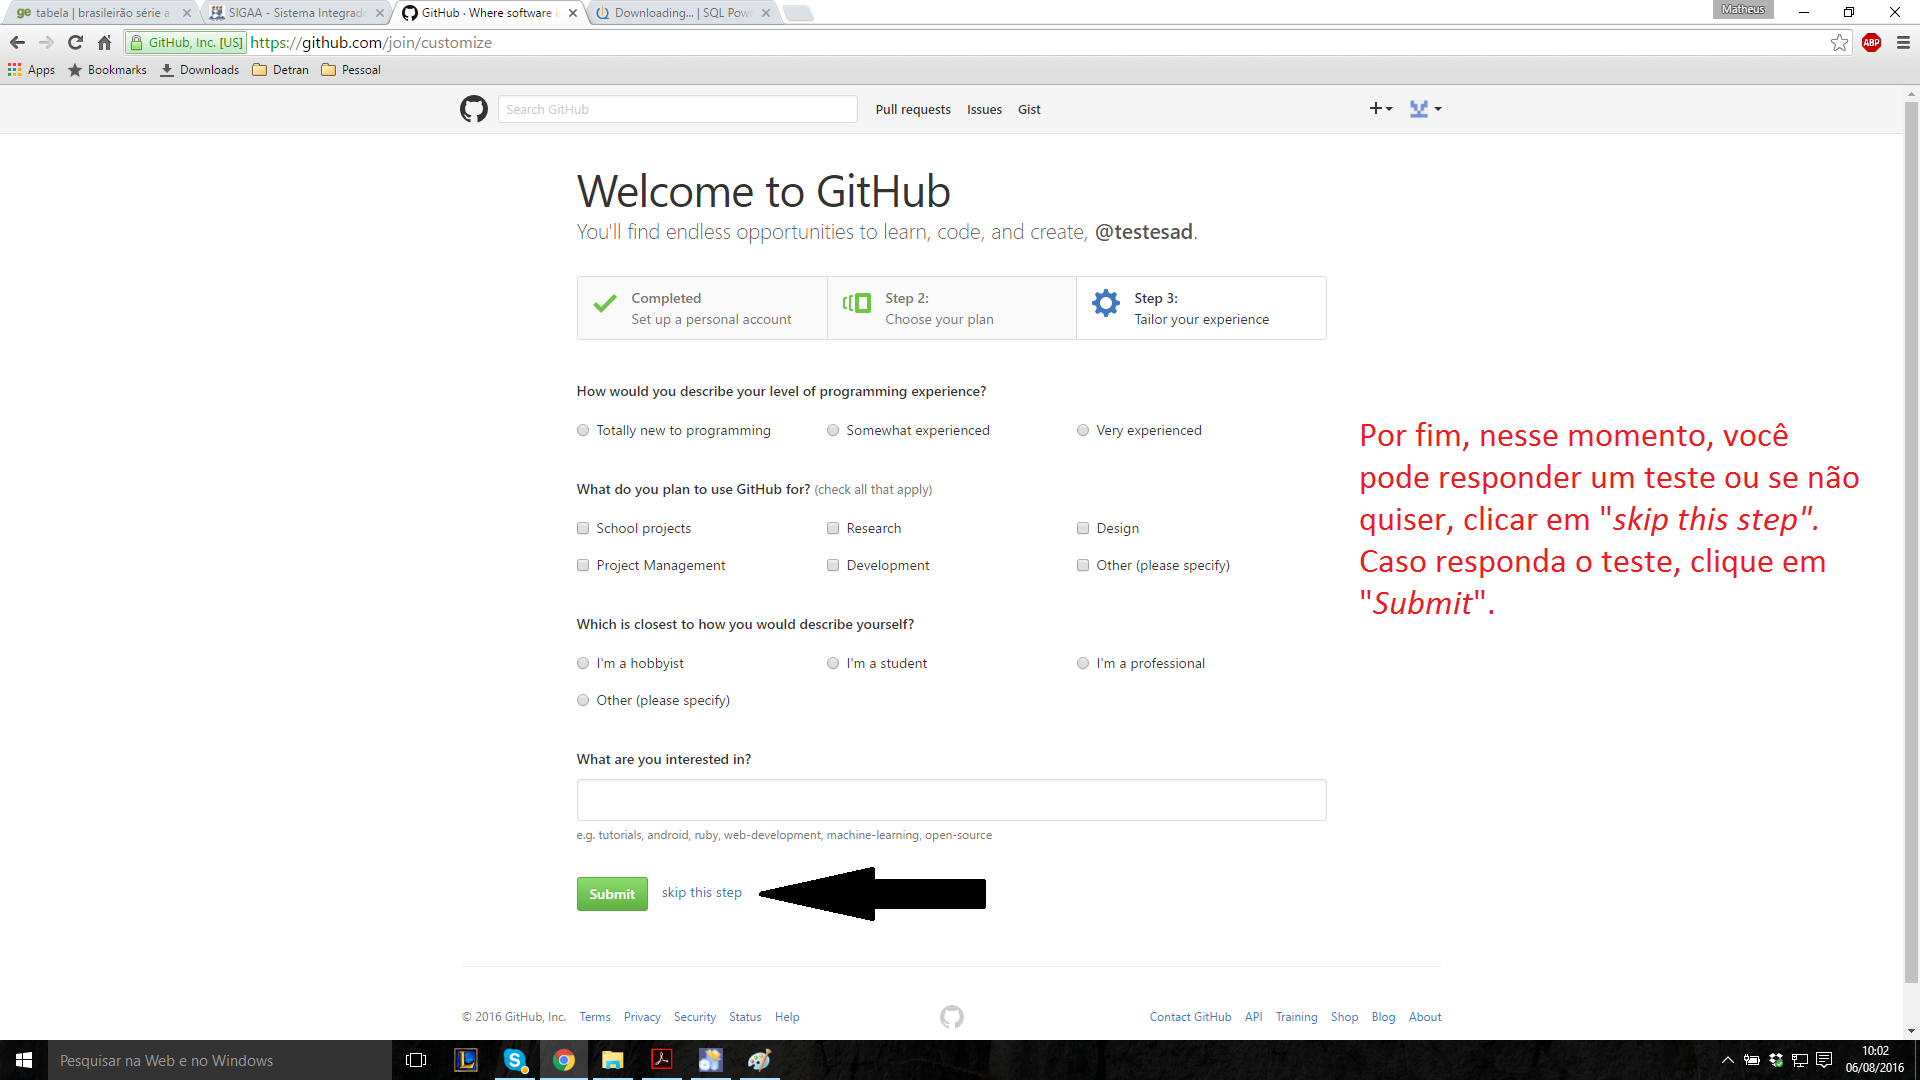 tabela | brasileirão série a
SIGAA - Sistema Integrado
GitHub · Where software is
Downloading... | SQL Pow
Matheus
GitHub, Inc. [US]
https://github.com/join/customize
ABP
Apps
Bookmarks
Downloads
Detran
Pessoal
Search GitHub
Pull requests
Issues
Gist
Welcome to GitHub
You'll find endless opportunities to learn, code, and create, @testesad.
Completed
Set up a personal account
Step 2:
Choose your plan
Step 3:
Tailor your experience
How would you describe your level of programming experience?
Totally new to programming
Somewhat experienced
Very experienced
What do you plan to use GitHub for? (check all that apply)
School projects
Research
Design
Project Management
Development
Other (please specify)
Which is closest to how you would describe yourself?
I'm a hobbyist
I'm a student
I'm a professional
Other (please specify)
What are you interested in?
e.g. tutorials, android, ruby, web-development, machine-learning, open-source
Submit
skip this step
Por fim, nesse momento, você
pode responder um teste ou se não
quiser, clicar em "skip this step".
Caso responda o teste, clique em
"Submit".
© 2016 GitHub, Inc.
Terms
Privacy
Security
Status
Help
Contact GitHub
API
Training
Shop
Blog
About
Pesquisar na Web e no Windows
10:02
06/08/2016